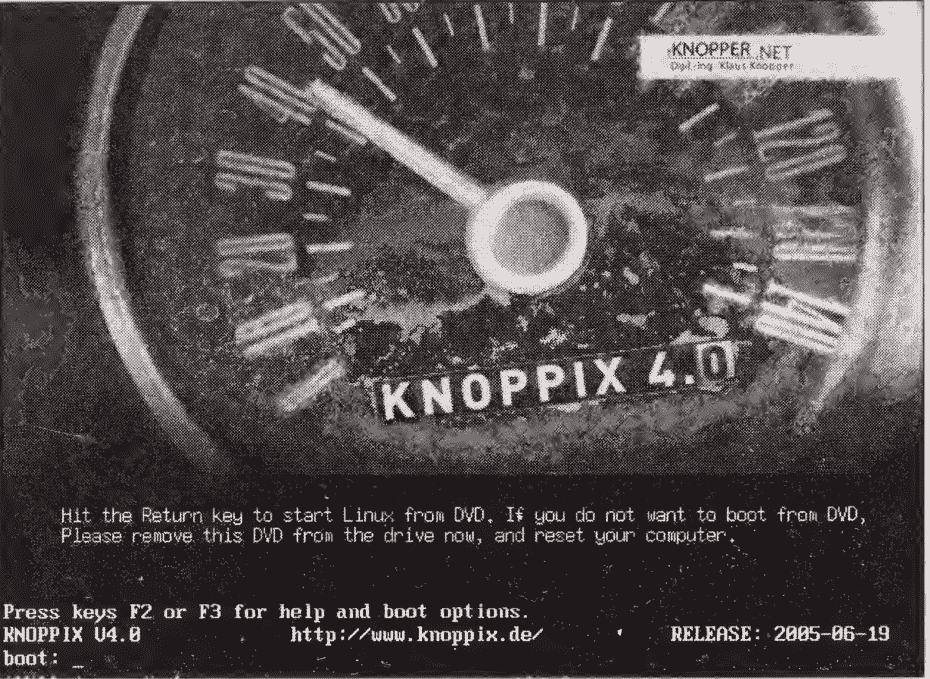 KNOPPER.NET
Dipl.-Ing. Klaus Knopper
KNOPPIX 4.0
Hit the Return key to start Linux from DVD. If you do not want to boot from DVD,
Please remove this DVD from the drive now, and reset your computer.
Press keys F2 or F3 for help and boot options.
KNOPPIX V4.0 http://www.knoppix.de/ RELEASE: 2005-06-19
boot: _